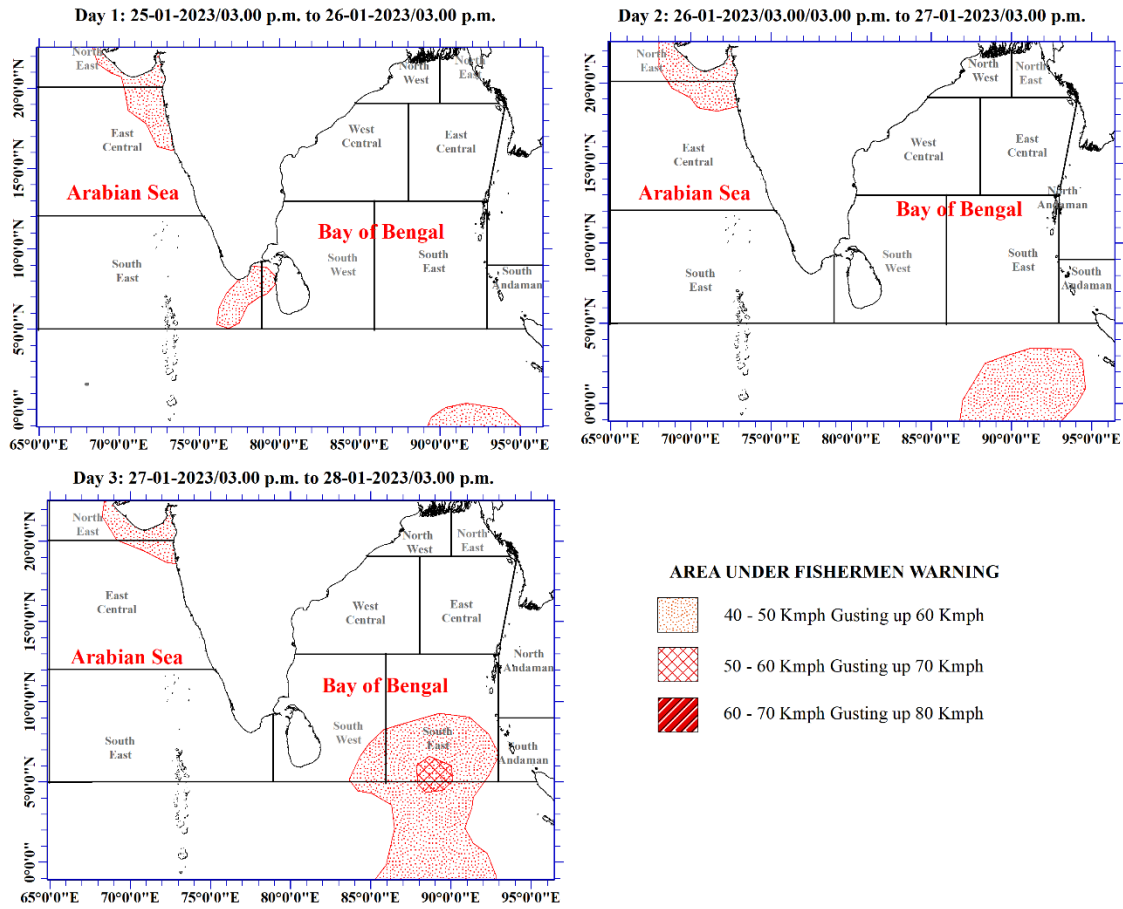 Day 1: 25-01-2023/03.00 p.m. to 26-01-2023/03.00 p.m.
North
East
North
West
North
East
East
Central
West
Central
East
Central
Arabian Sea
Bay of Bengal
South
East
South
West
South
East
South
Andaman
20°0'0"N
15°0'0"N
10°0'0"N
5°0'0"N
0°0'0"
65°0'0"E 70°0'0"E 75°0'0"E 80°0'0"E 85°0'0"E 90°0'0"E 95°0'0"E
Day 2: 26-01-2023/03.00/03.00 p.m. to 27-01-2023/03.00 p.m.
North
East
North
West
North
East
East
Central
West
Central
East
Central
Arabian Sea
Bay of Bengal
North
Andaman
South
East
South
West
South
East
South
Andaman
20°0'0"N
15°0'0"N
10°0'0"N
5°0'0"N
0°0'0"
65°0'0"E 70°0'0"E 75°0'0"E 80°0'0"E 85°0'0"E 90°0'0"E 95°0'0"E
Day 3: 27-01-2023/03.00 p.m. to 28-01-2023/03.00 p.m.
North
East
North
West
North
East
East
Central
West
Central
East
Central
Arabian Sea
Bay of Bengal
North
Andaman
South
East
South
West
South
East
South
Andaman
20°0'0"N
15°0'0"N
10°0'0"N
5°0'0"N
0°0'0"
65°0'0"E 70°0'0"E 75°0'0"E 80°0'0"E 85°0'0"E 90°0'0"E 95°0'0"E
AREA UNDER FISHERMEN WARNING
40 - 50 Kmph Gusting up 60 Kmph
50 - 60 Kmph Gusting up 70 Kmph
60 - 70 Kmph Gusting up 80 Kmph